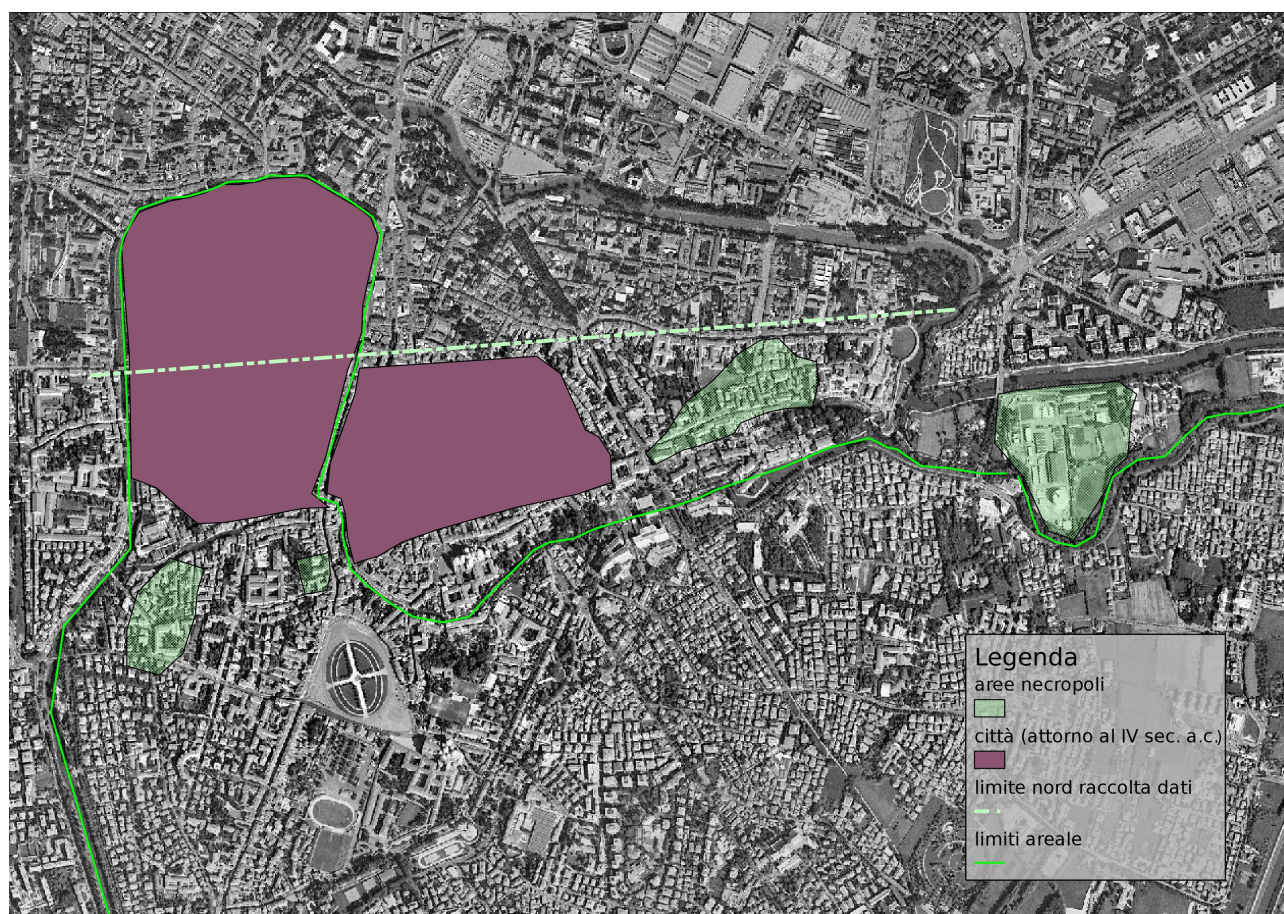 Legenda
aree necropoli
città (attorno al IV sec. a.c.)
limite nord raccolta dati
limiti areale